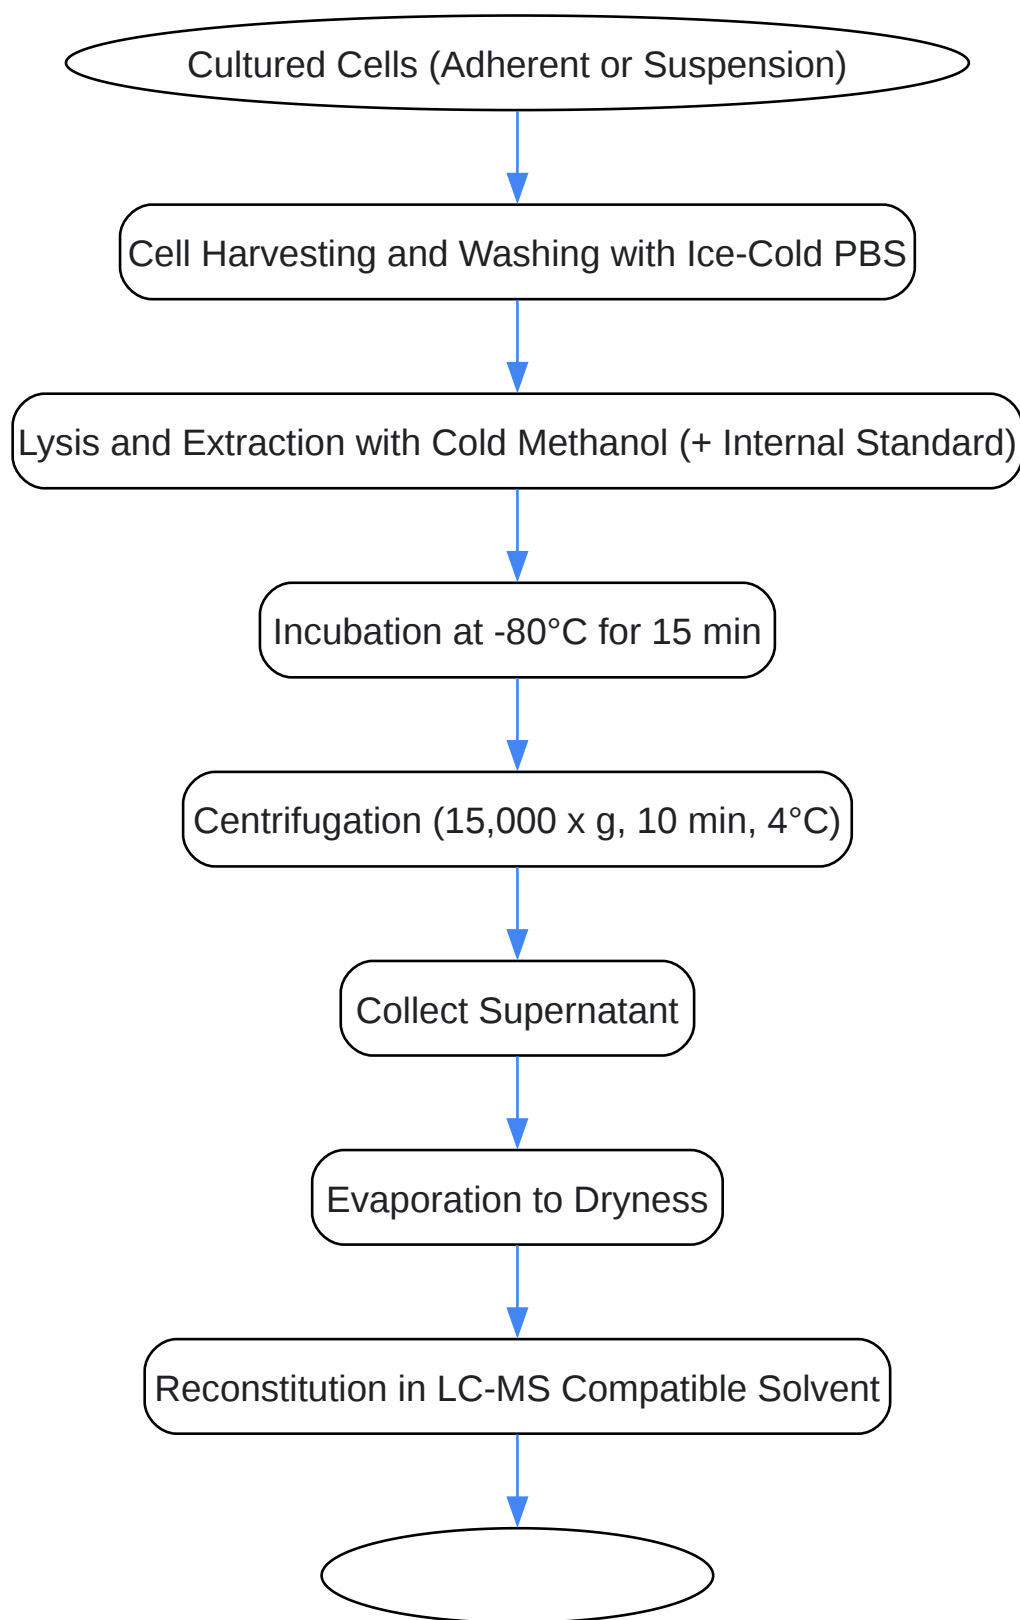 Cultured Cells (Adherent or Suspension)
Cell Harvesting and Washing with Ice-Cold PBS
Lysis and Extraction with Cold Methanol (+ Internal Standard)
Incubation at -80°C for 15 min
Centrifugation (15,000 x g, 10 min, 4°C)
Collect Supernatant
Evaporation to Dryness
Reconstitution in LC-MS Compatible Solvent